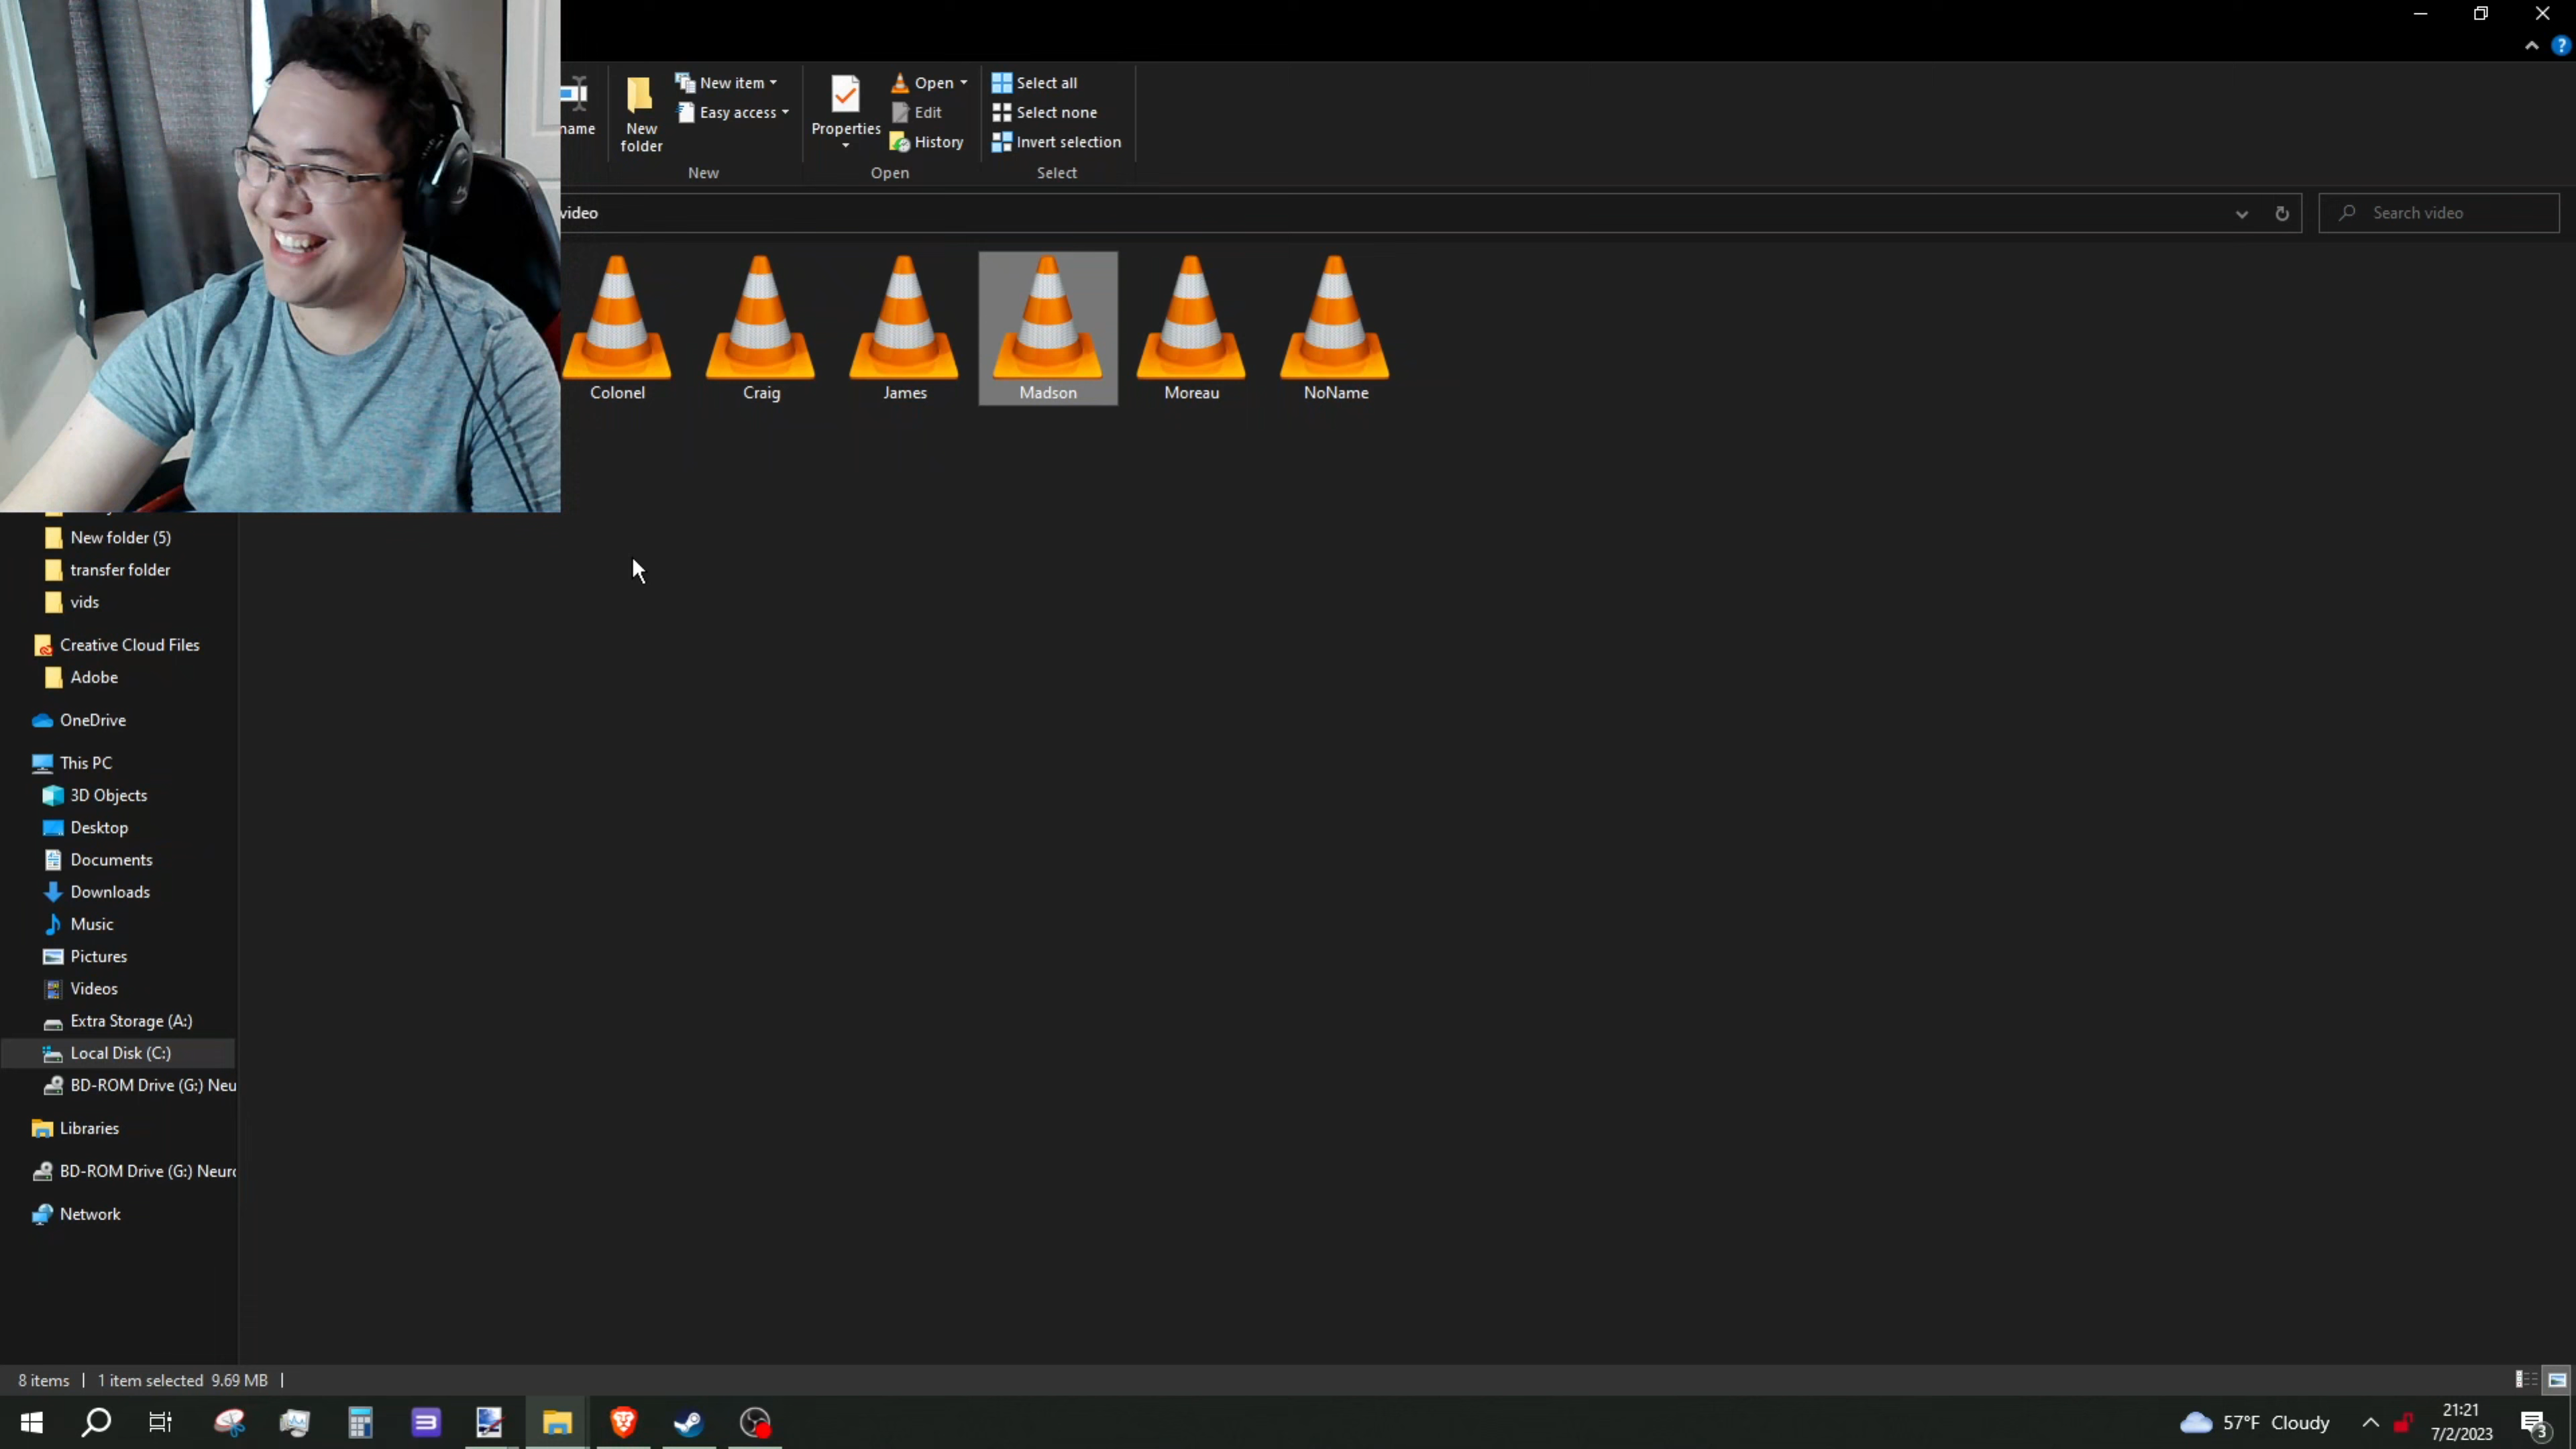 New item
Open
Select all
name
New
folder
Easy access
Properties
Edit
Select none
History
Invert selection
New
Open
Select
video
Search video
Colonel
Craig
James
Madson
Moreau
NoName
New folder (5)
transfer folder
vids
Creative Cloud Files
Adobe
OneDrive
This PC
3D Objects
Desktop
Documents
Downloads
Music
Pictures
Videos
Extra Storage (A:)
Local Disk (C:)
BD-ROM Drive (G:) Neu
Libraries
BD-ROM Drive (G:) Neuro
Network
8 items
1 item selected 9.69 MB
57°F Cloudy
21:21
7/2/2023
3